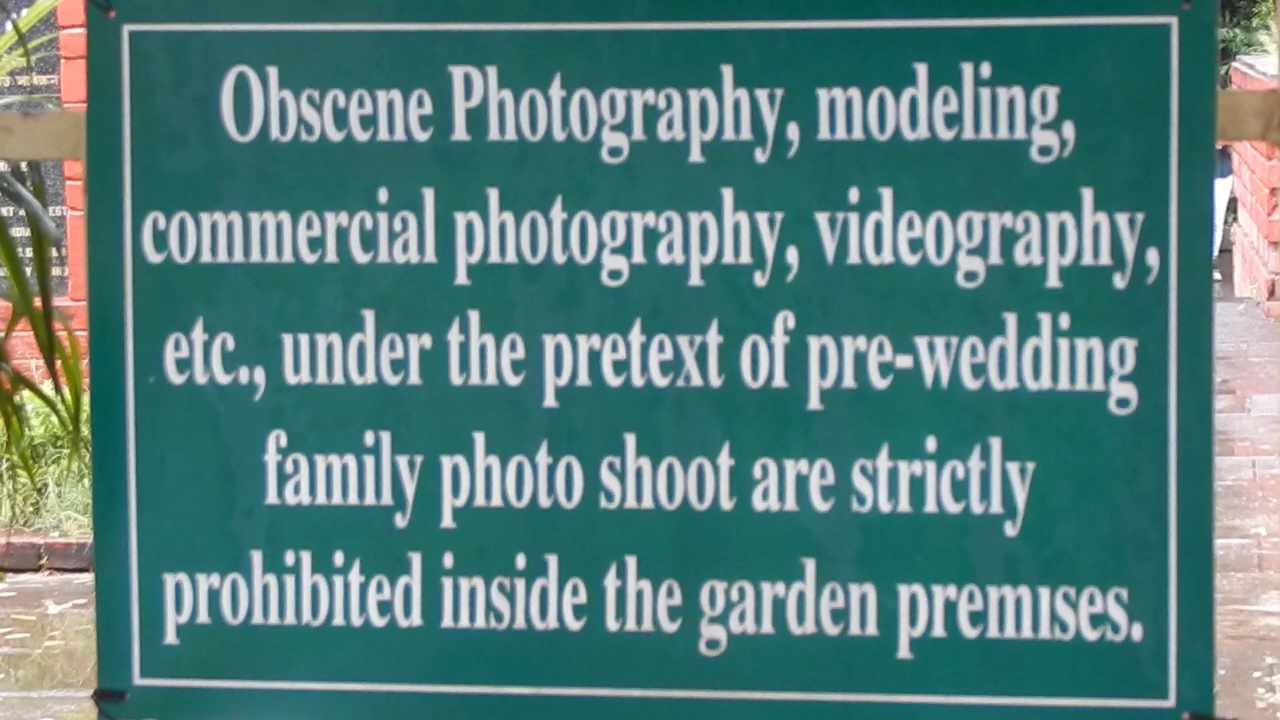 Obscene Photography, modeling,
commercial photography, videography,
etc., under the pretext of pre-wedding
family photo shoot are strictly
prohibited inside the garden premises.